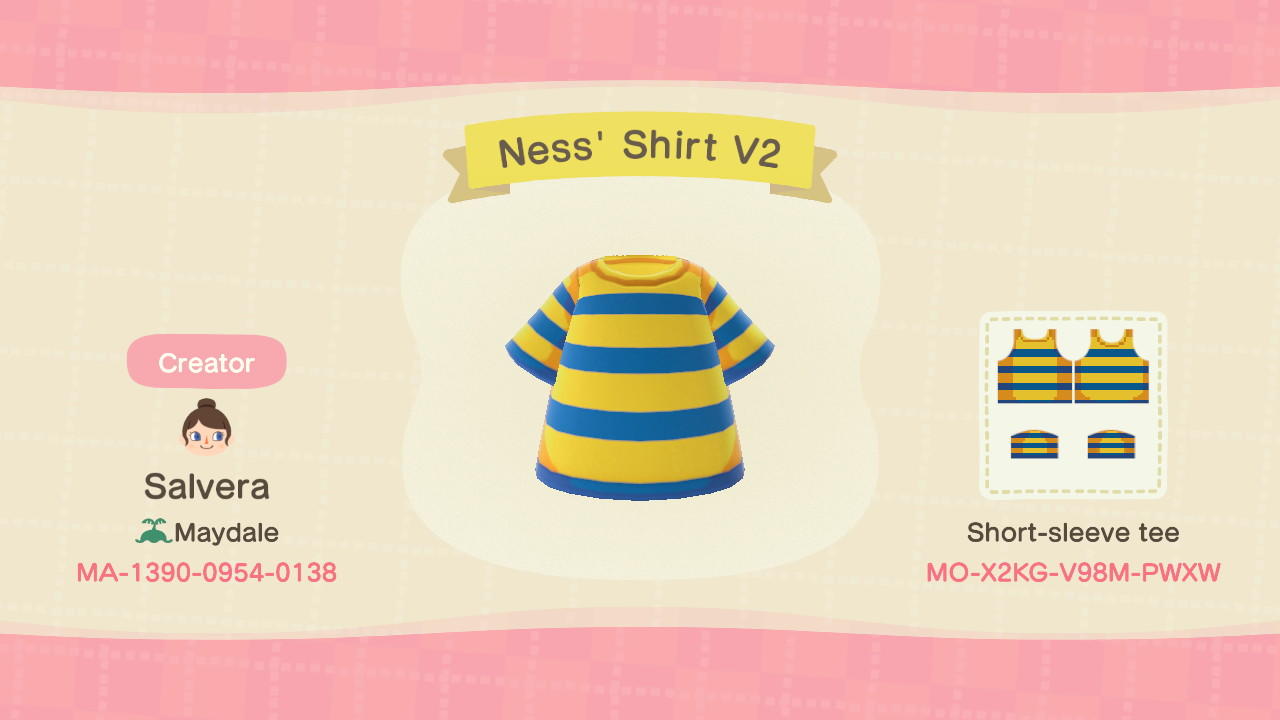 Ness' Shirt V2
Creator
Salvera
Maydale
MA-1390-0954-0138
Short-sleeve tee
MO-X2KG-V98M-PWXW